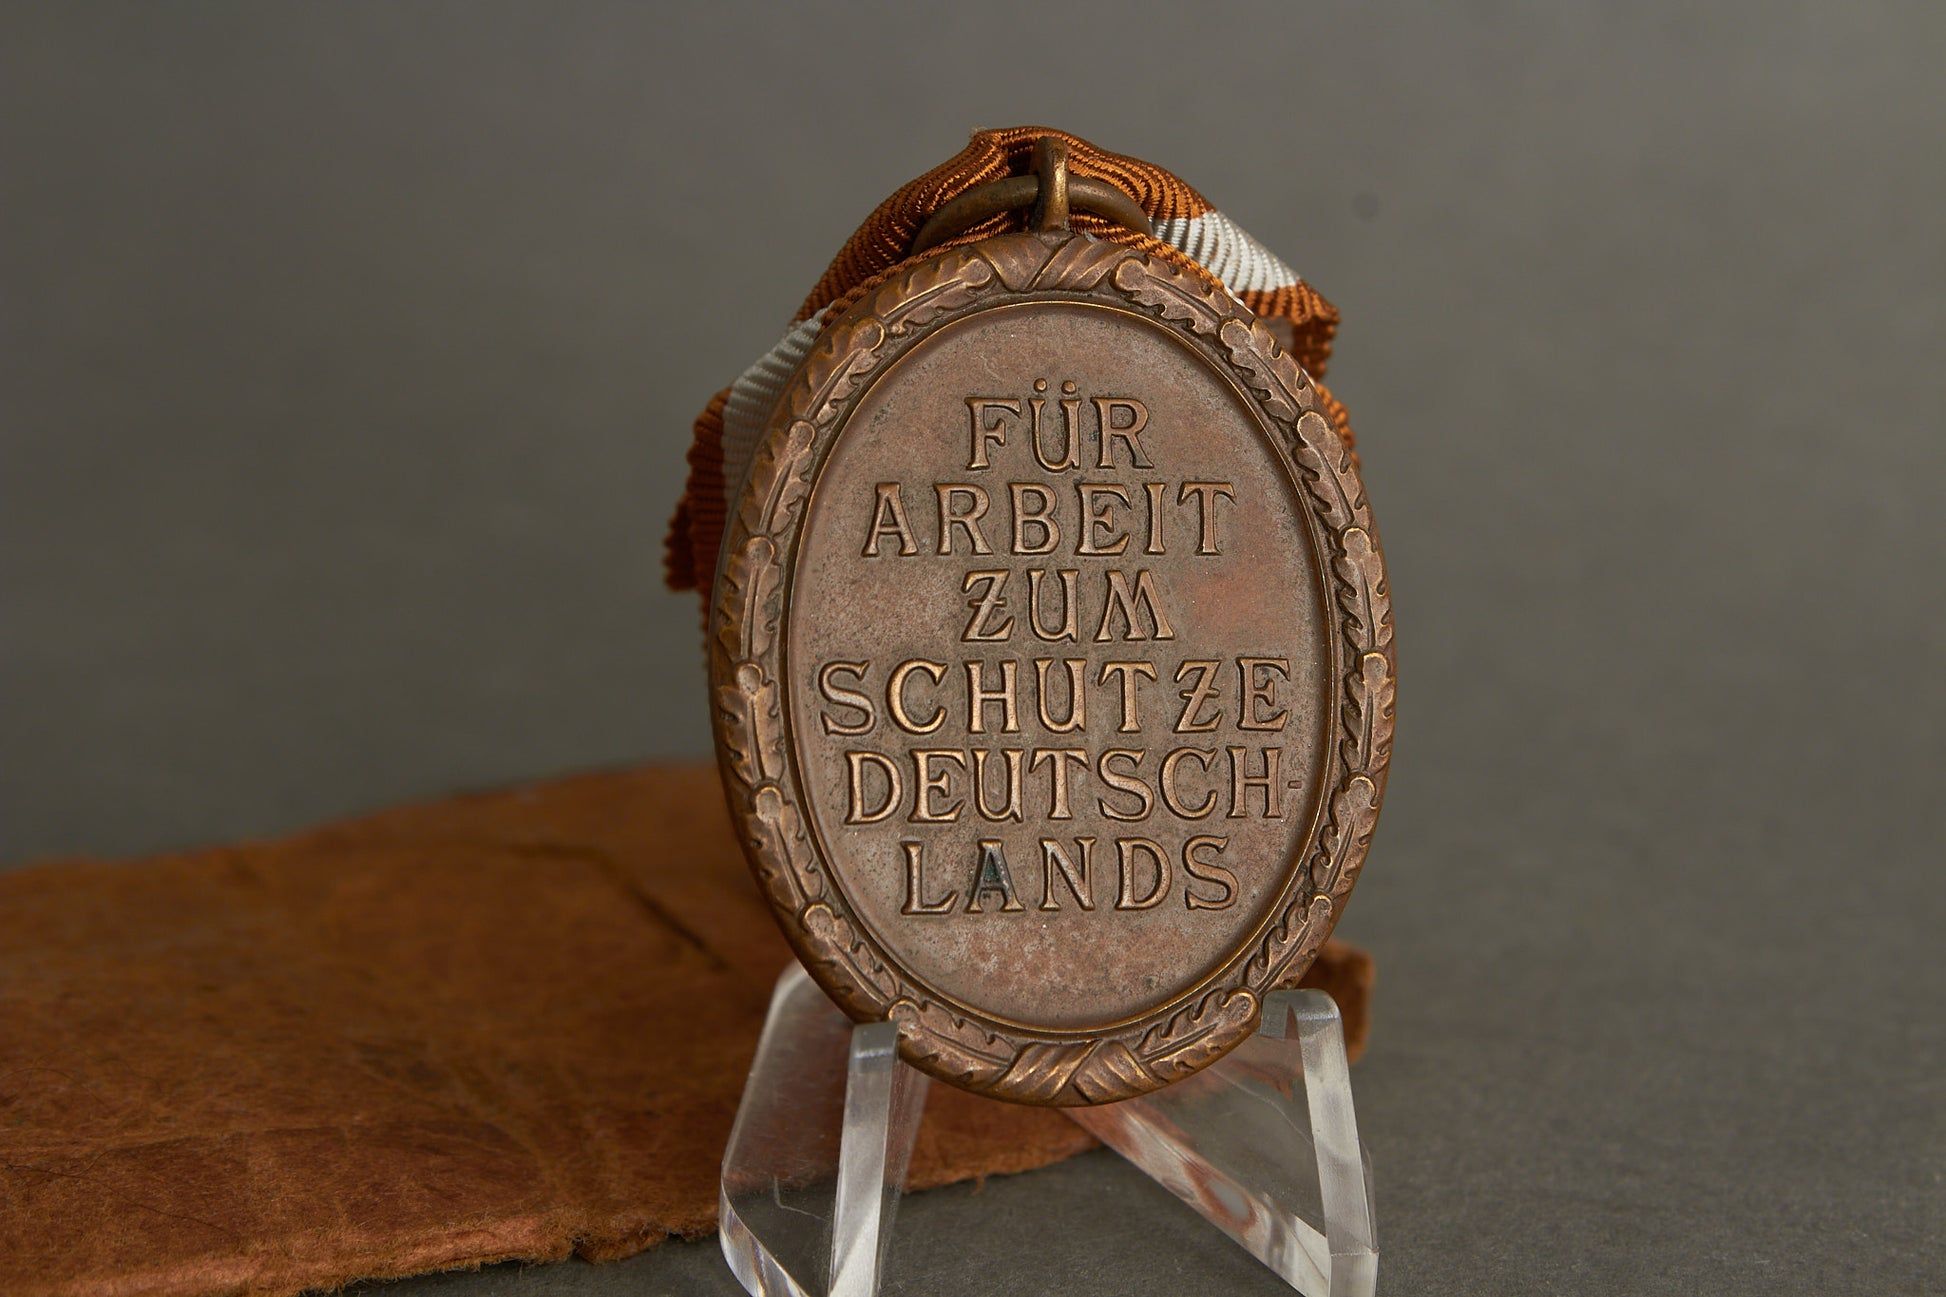 FÜR
ARBEIT
ZUM
SCHUTZE
DEUTSCH-
LANDS